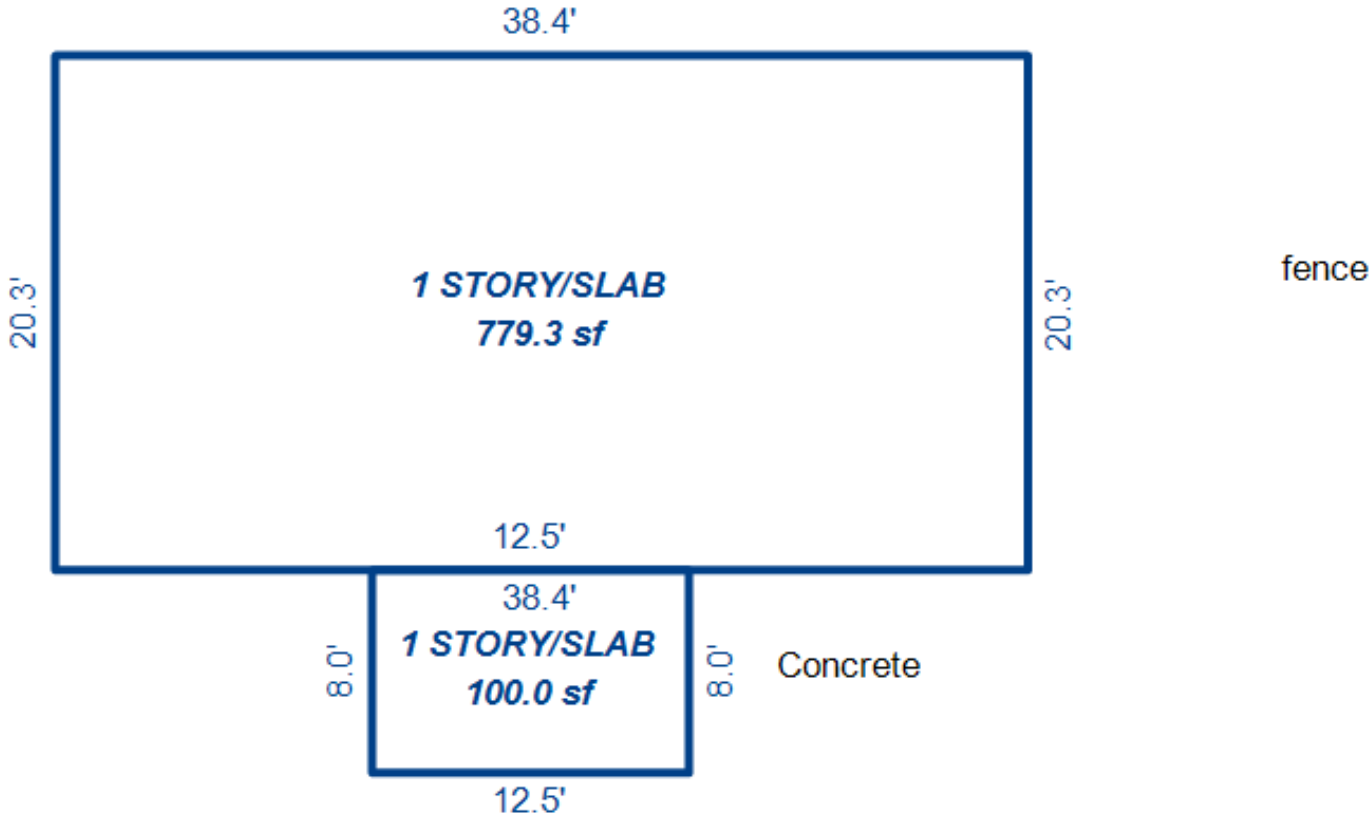 38.4'
fence
20.3'
1 STORY/SLAB
779.3 sf
20.3'
12.5'
38.4'
8.0'
1 STORY/SLAB
100.0 sf
8.0'
Concrete
12.5'